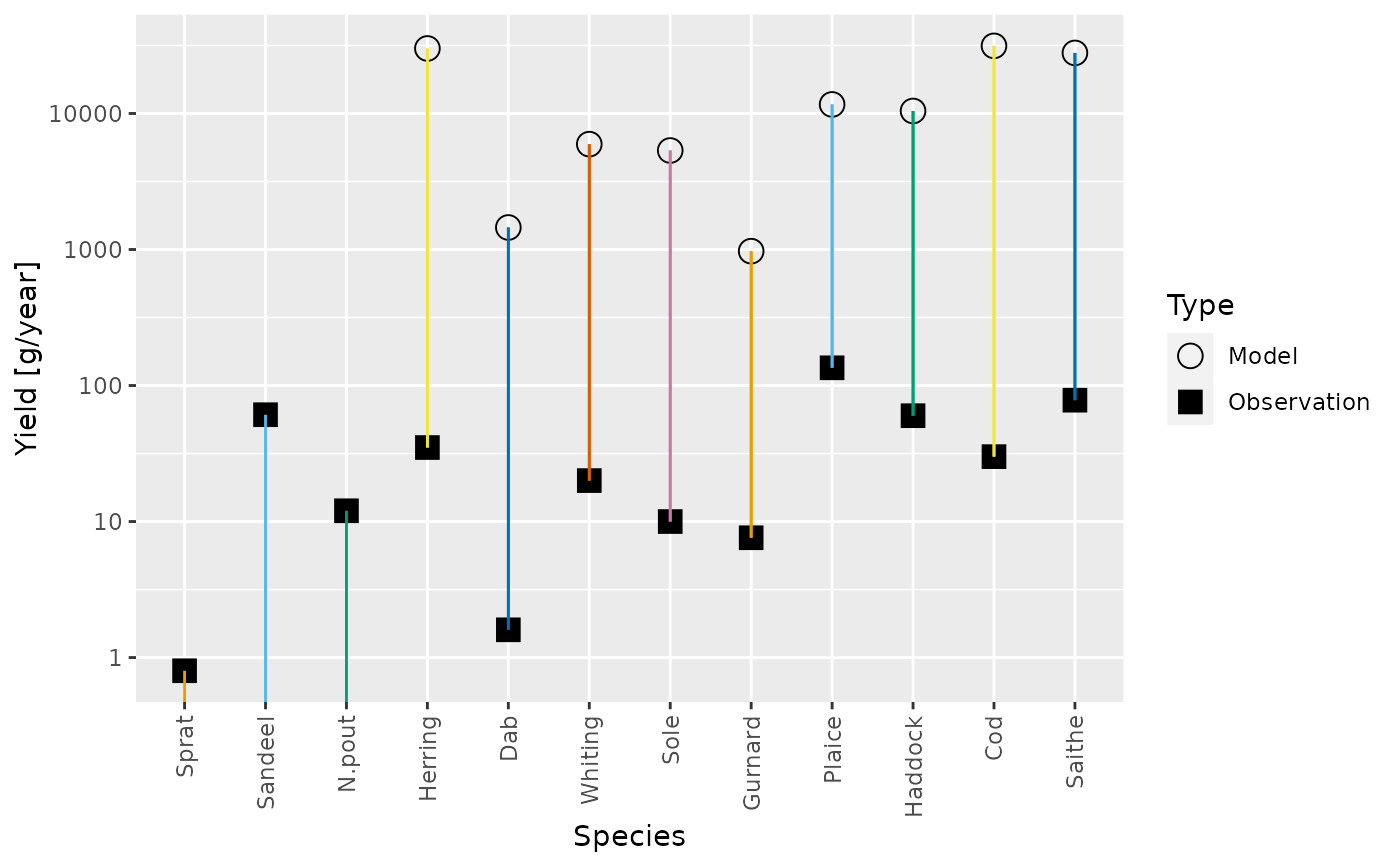 10000
1000
100
10
1
Yield [g/year]
Sprat
Sandeel
N.pout
Herring
Dab
Whiting
Sole
Gurnard
Plaice
Haddock
Cod
Saithe
Species
Type
Model
Observation